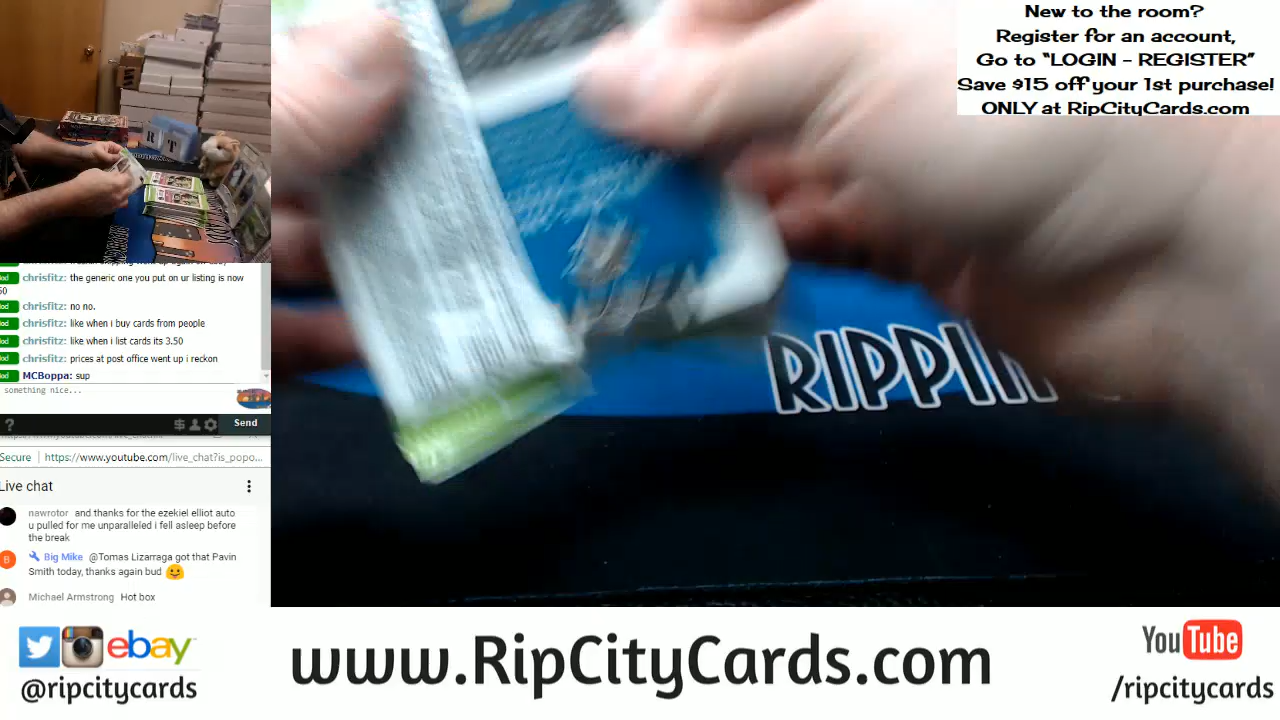 New to the room?
Register for an account,
Go to "LOGIN - REGISTER"
Save $15 off your 1st purchase!
ONLY at RipCityCards.com
R T
chrisfitz: the generic one you put on ur listing is now
chrisfitz: no no.
chrisfitz: like when i buy cards from people
chrisfitz: like when i list cards its 3.50
chrisfitz: prices at post office went up i reckon
MCBoppa: sup
something nice...
? $ Send
Secure https://www.youtube.com/live_chat?is_popo...
Live chat
nawrotor and thanks for the ezekiel elliot auto
u pulled for me unparalleled i fell asleep before
the break
B Big Mike @Tomas Lizarraga got that Pavin
Smith today, thanks again bud
Michael Armstrong Hot box
RIPPIN
ebay
@ripcitycards
www.RipCityCards.com
YouTube
/ripcitycards